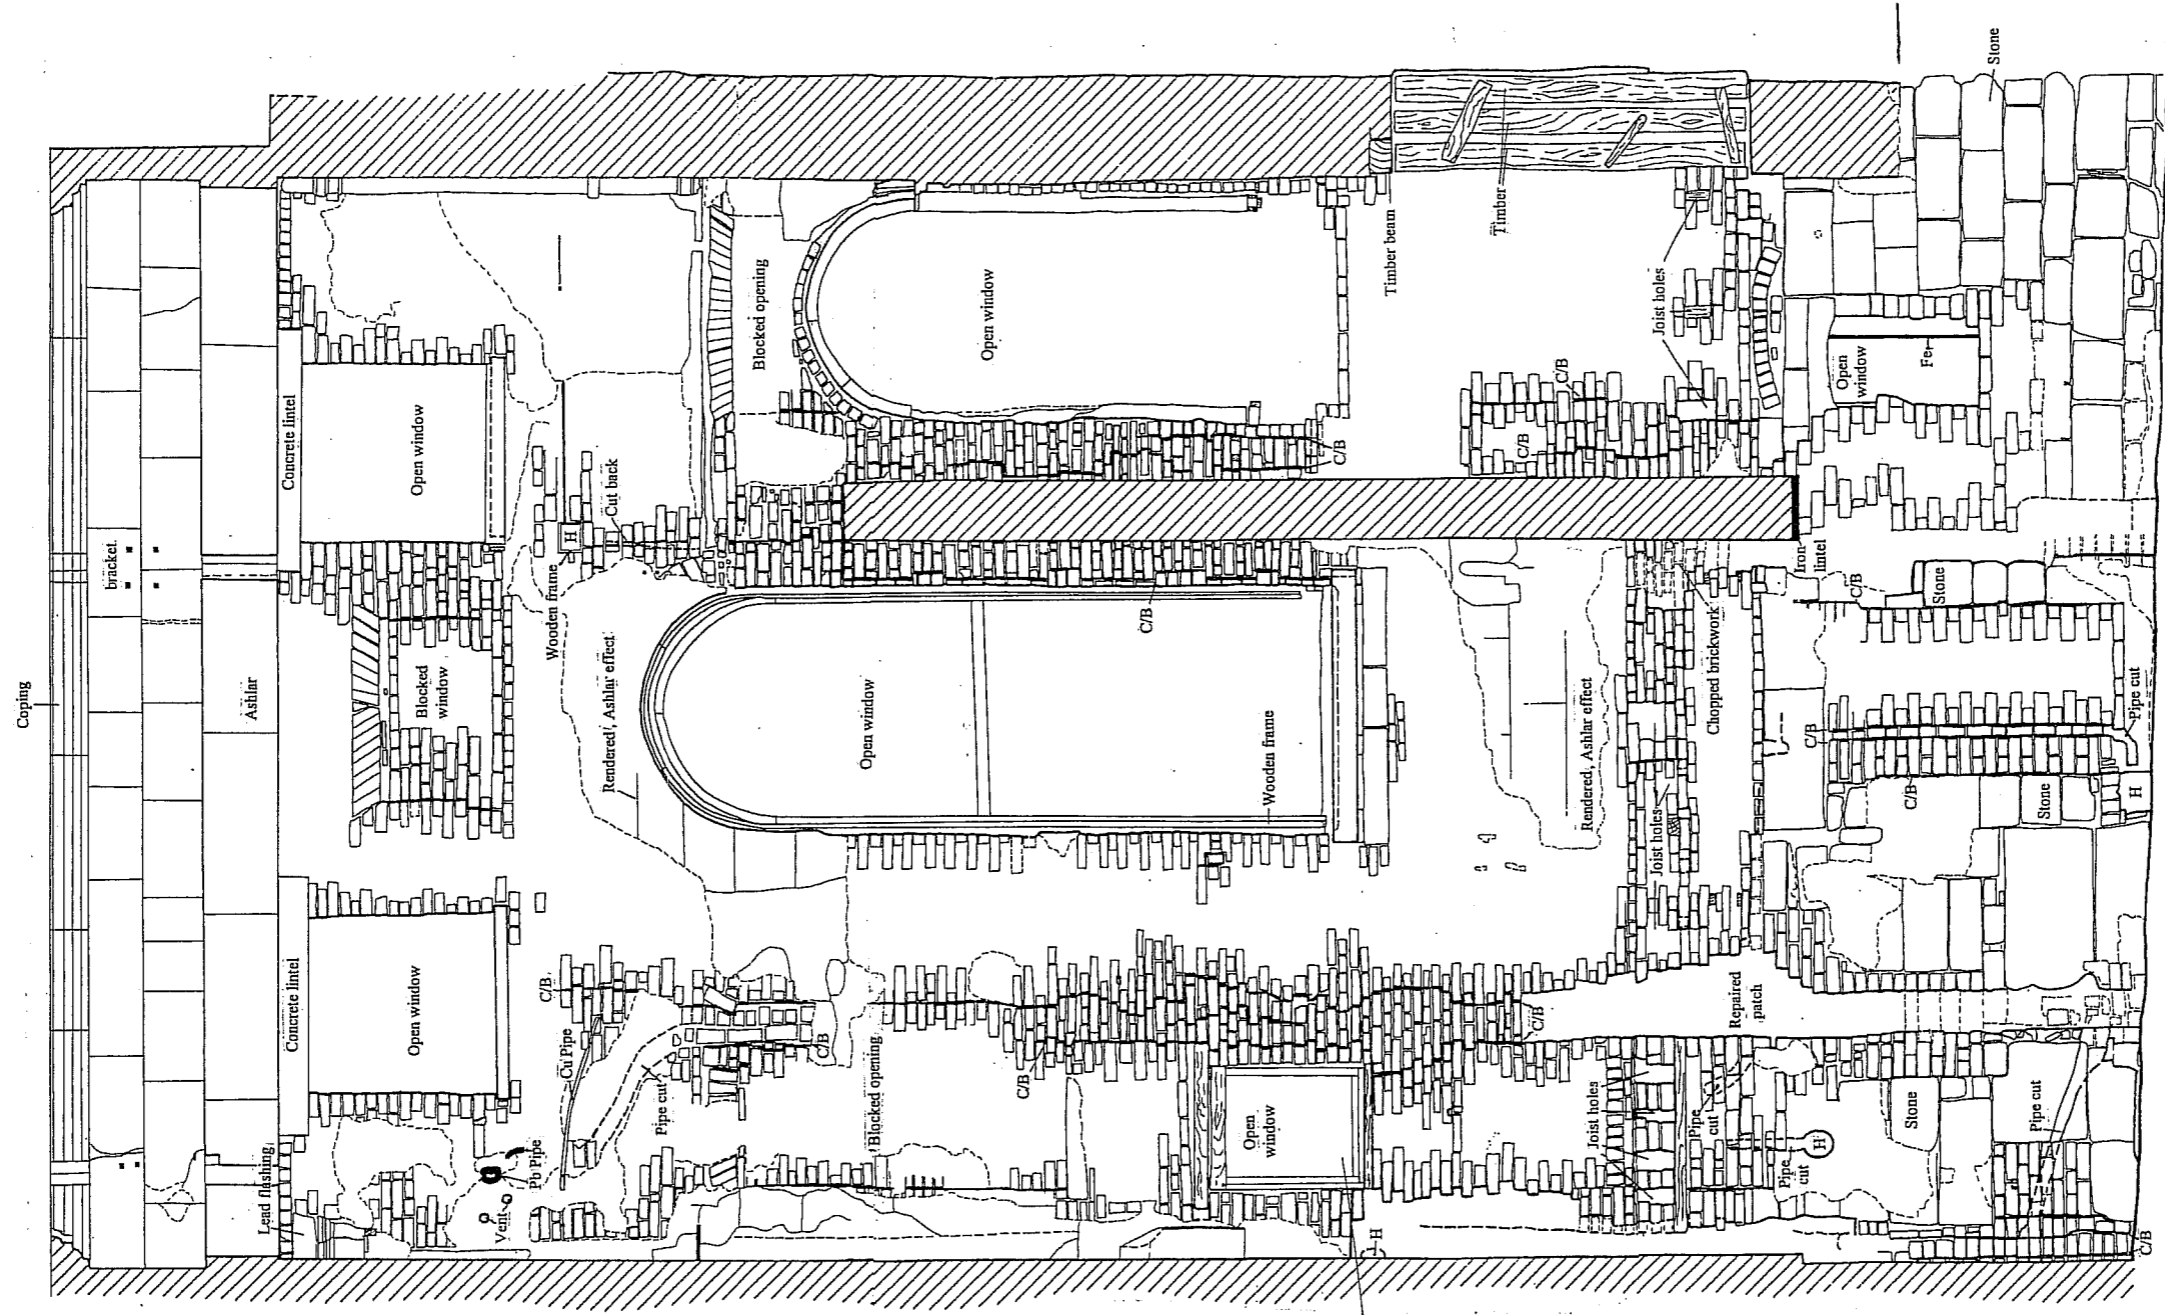 Coping
bracket.
Ashlar
Lead flashing
Concrete lintel
Open window
Blocked
window
Concrete lintel
Open window
Vent
Pb Pipe
C/B
Cu Pipe
Pipe cut
Wooden frame
H
Cut back
Rendered, Ashlar effect
Blocked opening
C/B
Blocked opening
Open window
Open window
C/B
C/B
Open
window
Wooden frame
C/B
H
Timber beam
Timber
C/B
Rendered, Ashlar effect
C/B
C/B
Joist holes
Joist holes
Joist holes
Pipe
cut
Chopped brickwork
Repaired
patch
Pipe
cut
H
Iron
lintel
C/B
C/B
Open
window
Fe
Stone
C/B
Stone
Stone
Stone
Pipe cut
Pipe cut
H
C/B